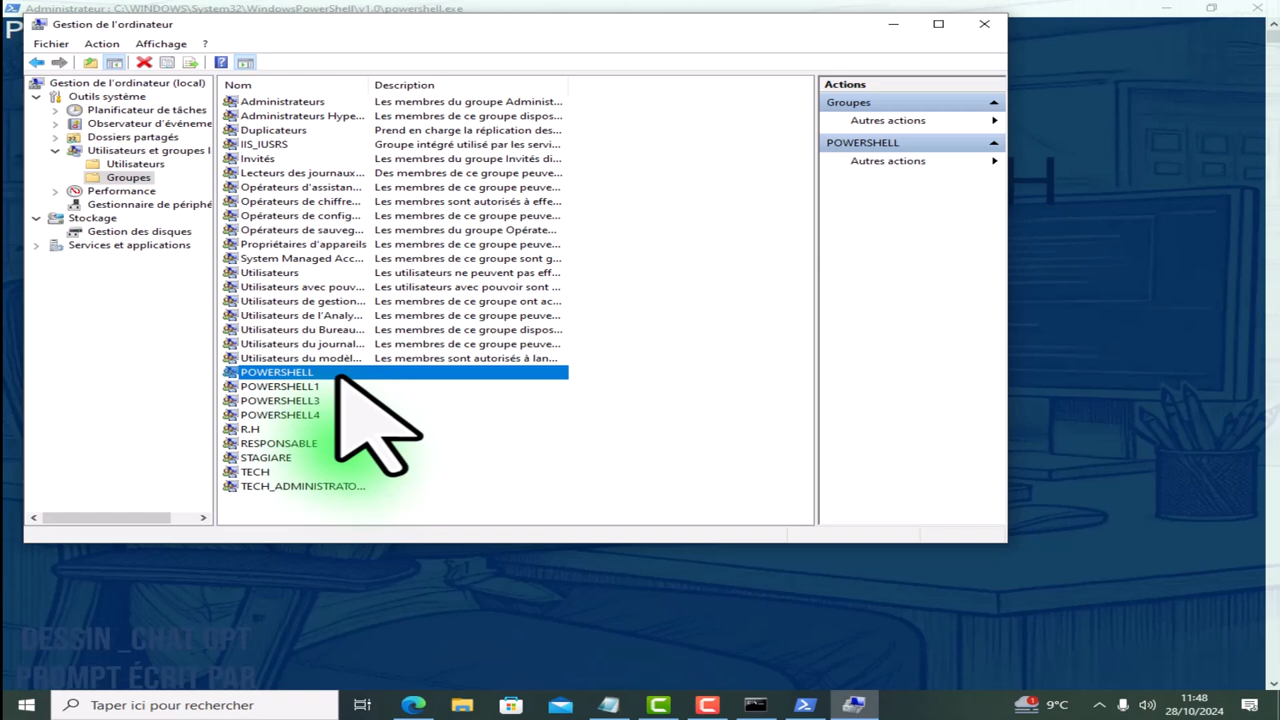 Administrateur : C:\WINDOWS\System32\WindowsPowerShell\v1.0\powershell.exe
Gestion de l'ordinateur
Fichier Action Affichage ?
Gestion de l'ordinateur (local)
Outils système
Planificateur de tâches
Observateur d'événeme
Dossiers partagés
Utilisateurs et groupes l
Utilisateurs
Groupes
Performance
Gestionnaire de périphé
Stockage
Gestion des disques
Services et applications
Nom Description
Administrateurs Les membres du groupe Administ...
Administrateurs Hype... Les membres de ce groupe dispos...
Duplicateurs Prend en charge la réplication des...
IIS_IUSRS Groupe intégré utilisé par les servi...
Invités Les membres du groupe Invités di...
Lecteurs des journaux... Des membres de ce groupe peuve...
Opérateurs d'assistan... Les membres de ce groupe peuve...
Opérateurs de chiffre... Les membres sont autorisés à effe...
Opérateurs de config... Les membres de ce groupe peuve...
Opérateurs de sauveg... Les membres du groupe Opérate...
Propriétaires d'appareils Les membres de ce groupe peuve...
System Managed Acc... Les membres de ce groupe sont g...
Utilisateurs Les utilisateurs ne peuvent pas eff...
Utilisateurs avec pouv... Les utilisateurs avec pouvoir sont ...
Utilisateurs de gestion... Les membres de ce groupe ont ac...
Utilisateurs de l'Analy... Les membres de ce groupe peuve...
Utilisateurs du Bureau... Les membres de ce groupe dispos...
Utilisateurs du journal... Les membres de ce groupe peuve...
Utilisateurs du modèl... Les membres sont autorisés à lan...
POWERSHELL
POWERSHELL1
POWERSHELL3
POWERSHELL4
R.H
RESPONSABLE
STAGIARE
TECH
TECH_ADMINISTRATO...
Actions
Groupes
Autres actions
POWERSHELL
Autres actions
P
DESSIN _CHAT GPT
PROMPT ÉCRIT PAR
Taper ici pour rechercher
9°C
11:48
28/10/2024